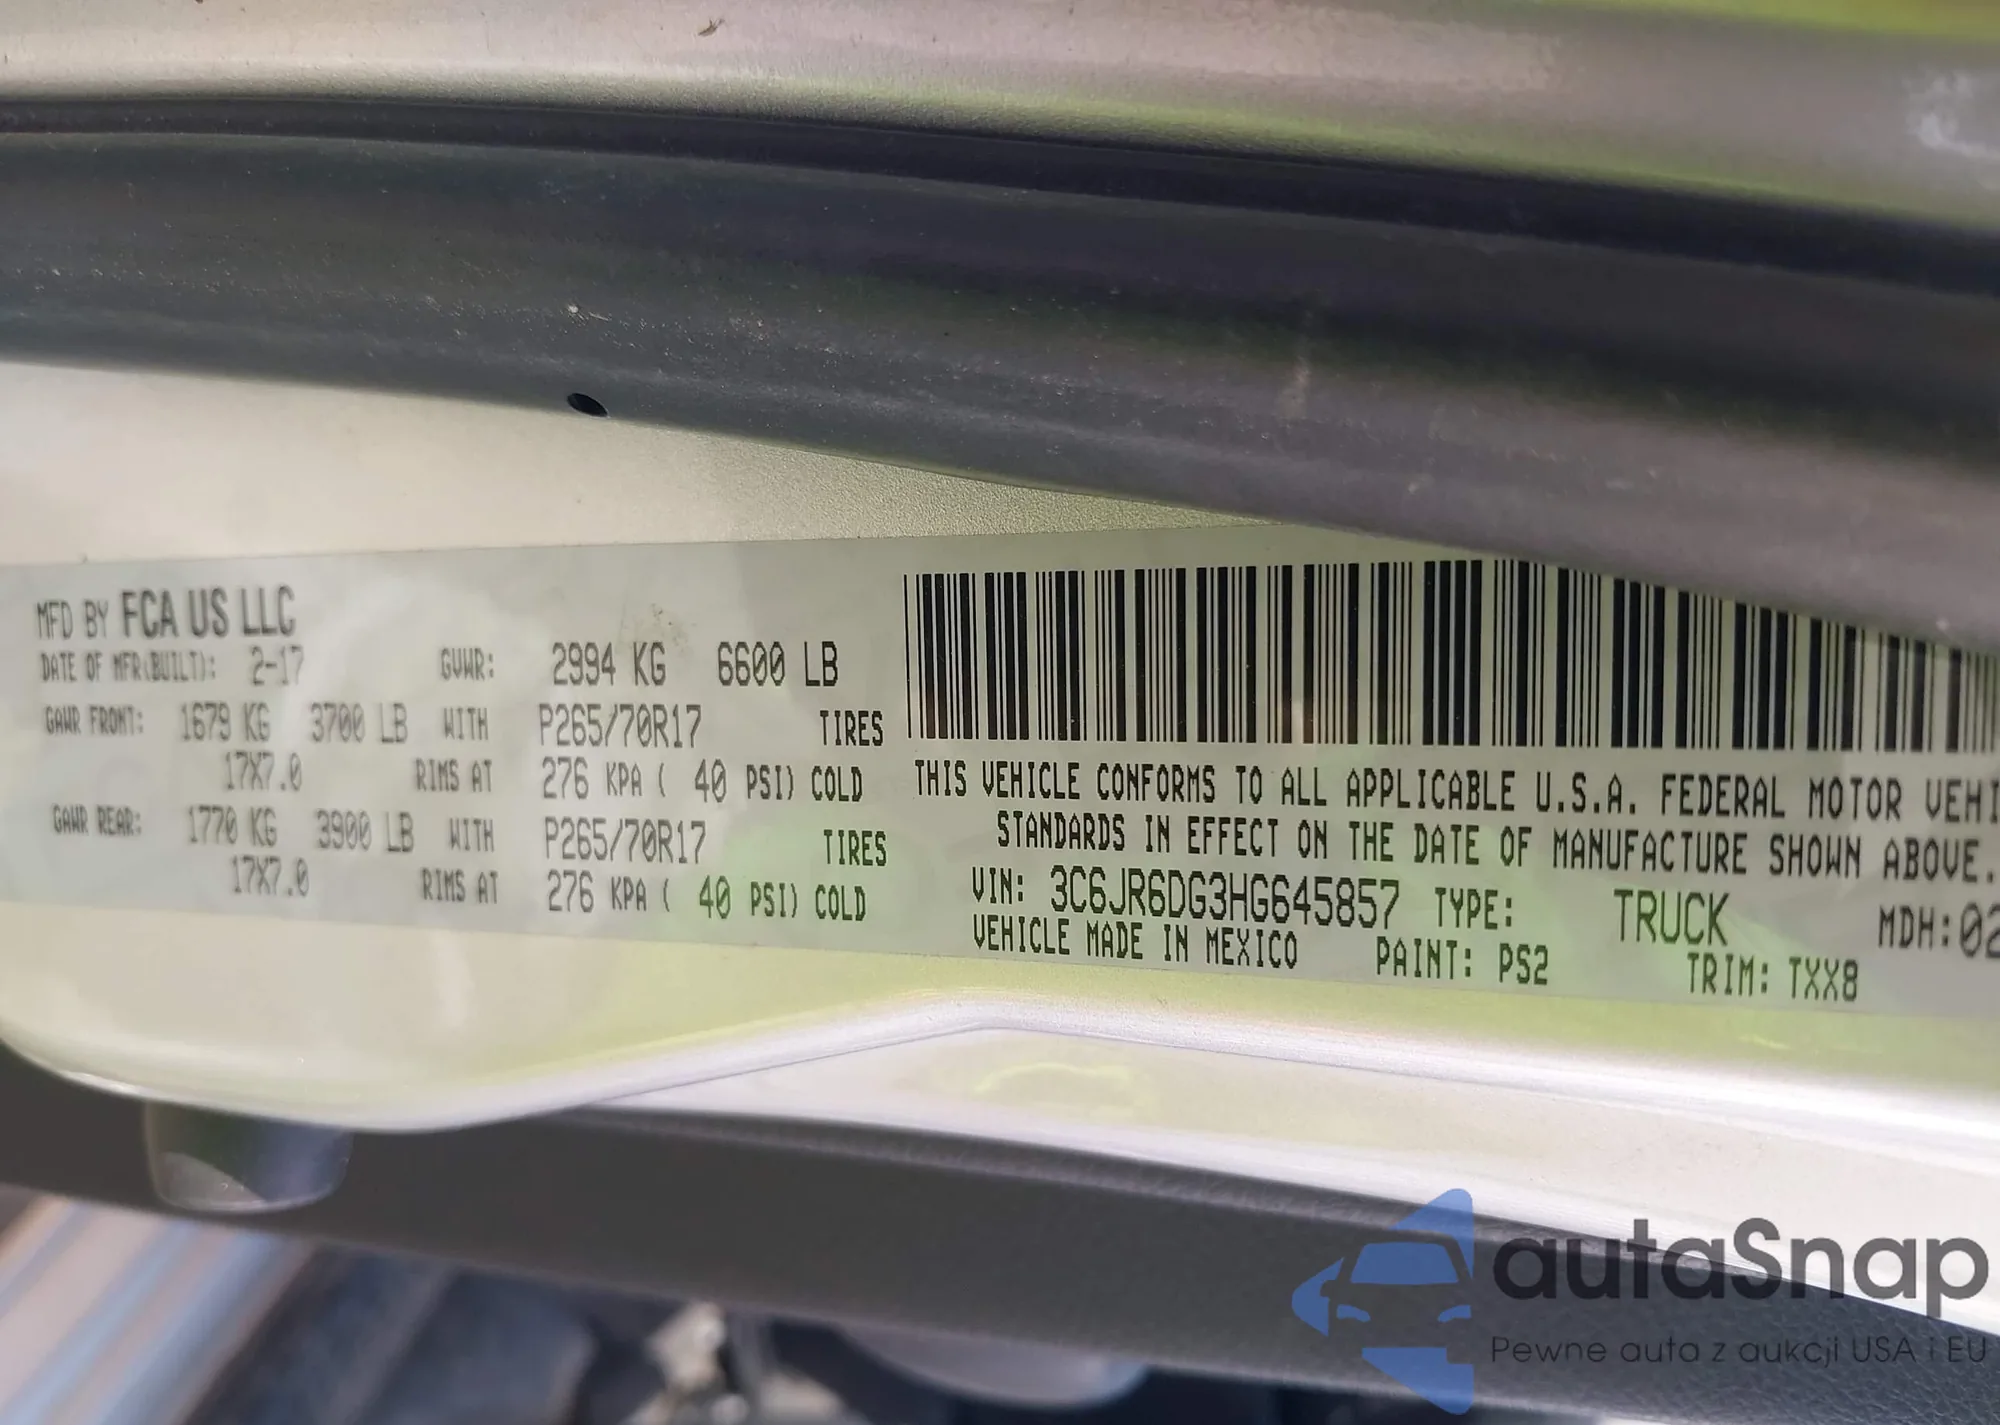 MFD BY FCA US LLC
DATE OF MFR(BUILT): 2-17 GVWR: 2994 KG 6600 LB
GAWR FRONT: 1679 KG 3700 LB WITH P265/70R17 TIRES
17X7.0 RIMS AT 276 KPA ( 40 PSI) COLD
GAWR REAR: 1770 KG 3900 LB WITH P265/70R17 TIRES
17X7.0 RIMS AT 276 KPA ( 40 PSI) COLD
THIS VEHICLE CONFORMS TO ALL APPLICABLE U.S.A. FEDERAL MOTOR VEHI
STANDARDS IN EFFECT ON THE DATE OF MANUFACTURE SHOWN ABOVE.
VIN: 3C6JR6DG3HG645857 TYPE: TRUCK MDH: 02
VEHICLE MADE IN MEXICO PAINT: PS2 TRIM: TXX8
autaSnap
Pewne auta z aukcji USA i EU